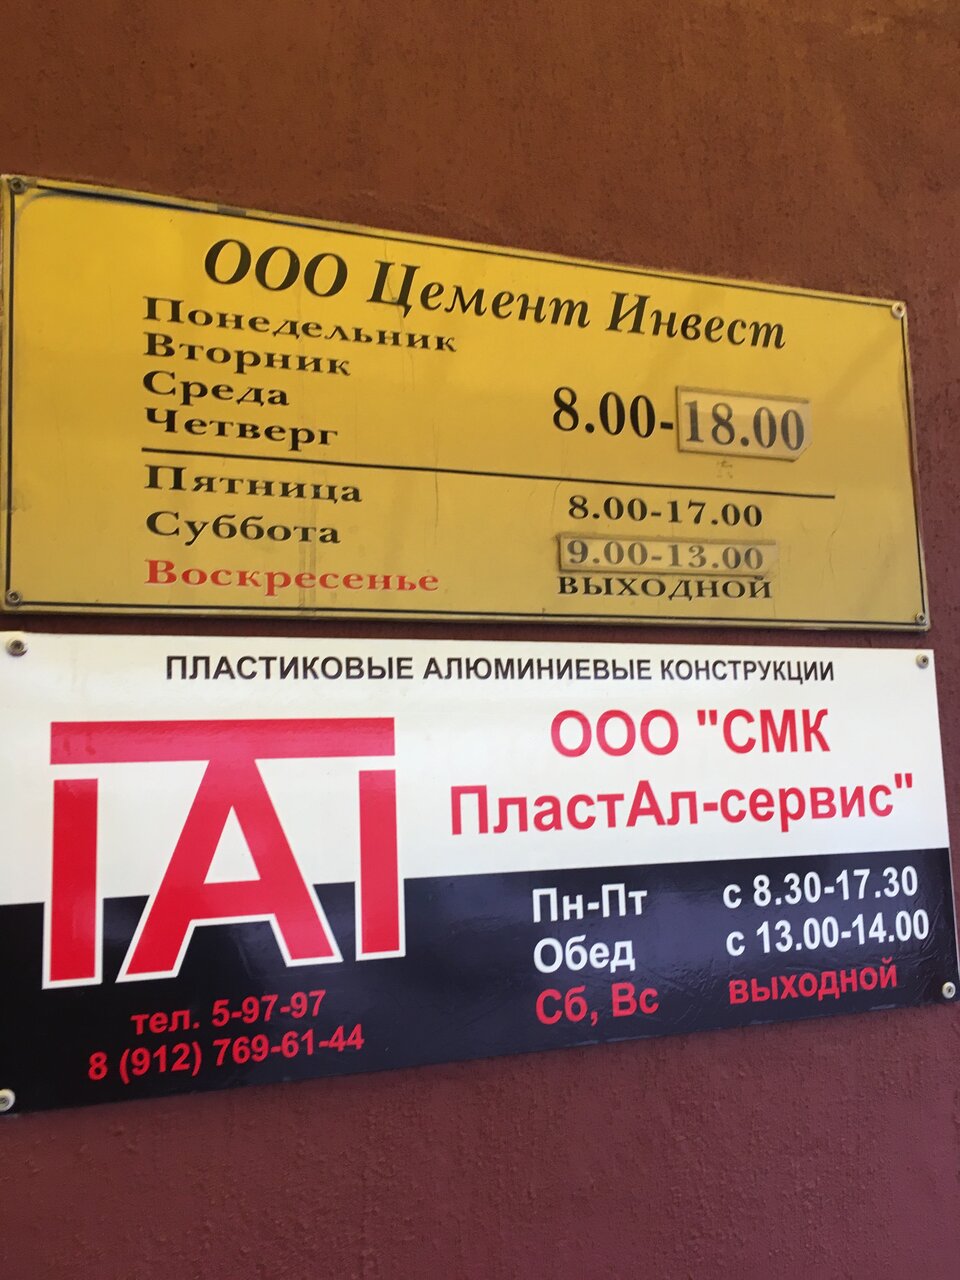 ООО Цемент Инвест
Понедельник
Вторник
Среда
Четверг
8.00-18.00
Пятница 8.00-17.00
Суббота 9.00-13.00
Воскресенье выходной
ПЛАСТИКОВЫЕ АЛЮМИНИЕВЫЕ КОНСТРУКЦИИ
ООО "СМК
ПластАл-сервис"
Пн-Пт с 8.30-17.30
Обед с 13.00-14.00
Сб, Вс выходной
тел. 5-97-97
8 (912) 769-61-44